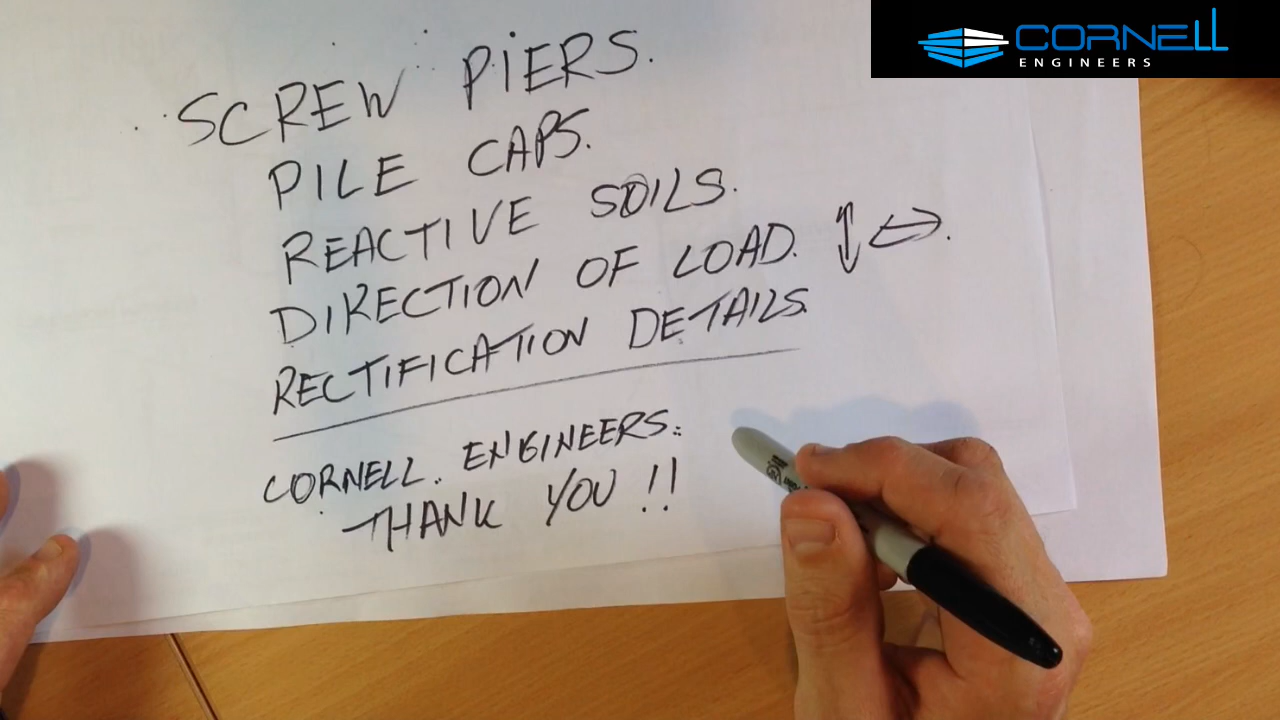 CORNELL
ENGINEERS
SCREW PIERS.
PILE CAPS.
REACTIVE SOILS.
DIRECTION OF LOAD.
RECTIFICATION DETAILS.
CORNELL. ENGINEERS.
THANK YOU !!